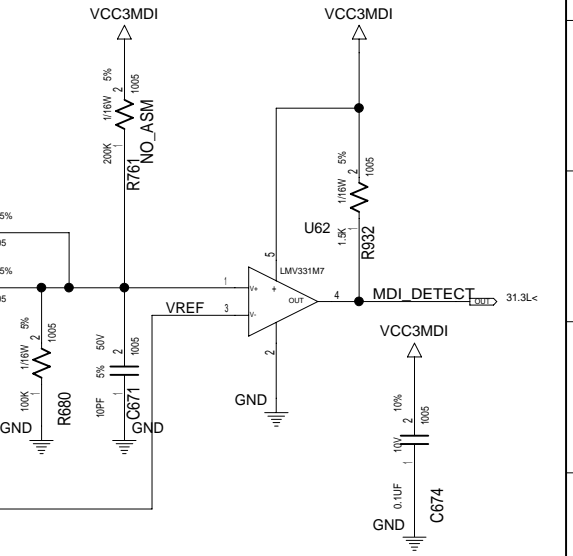 VCC3MDI
VCC3MDI
5%
1/16W
2
1005
200K
1
R761
NO_ASM
5%
1/16W
2
1005
1.5K
1
R932
U62
5
LMV331M7
1
V+
+
OUT
4
MDI_DETECT
OUT
31.3L<
VREF
3
V-
-
2
GND
5%
05
5%
05
5%
1/16W
2
1005
100K
1
R680
GND
50V
5%
2
1005
10PF
1
C671
GND
VCC3MDI
10%
10V
2
1005
0.1UF
1
C674
GND